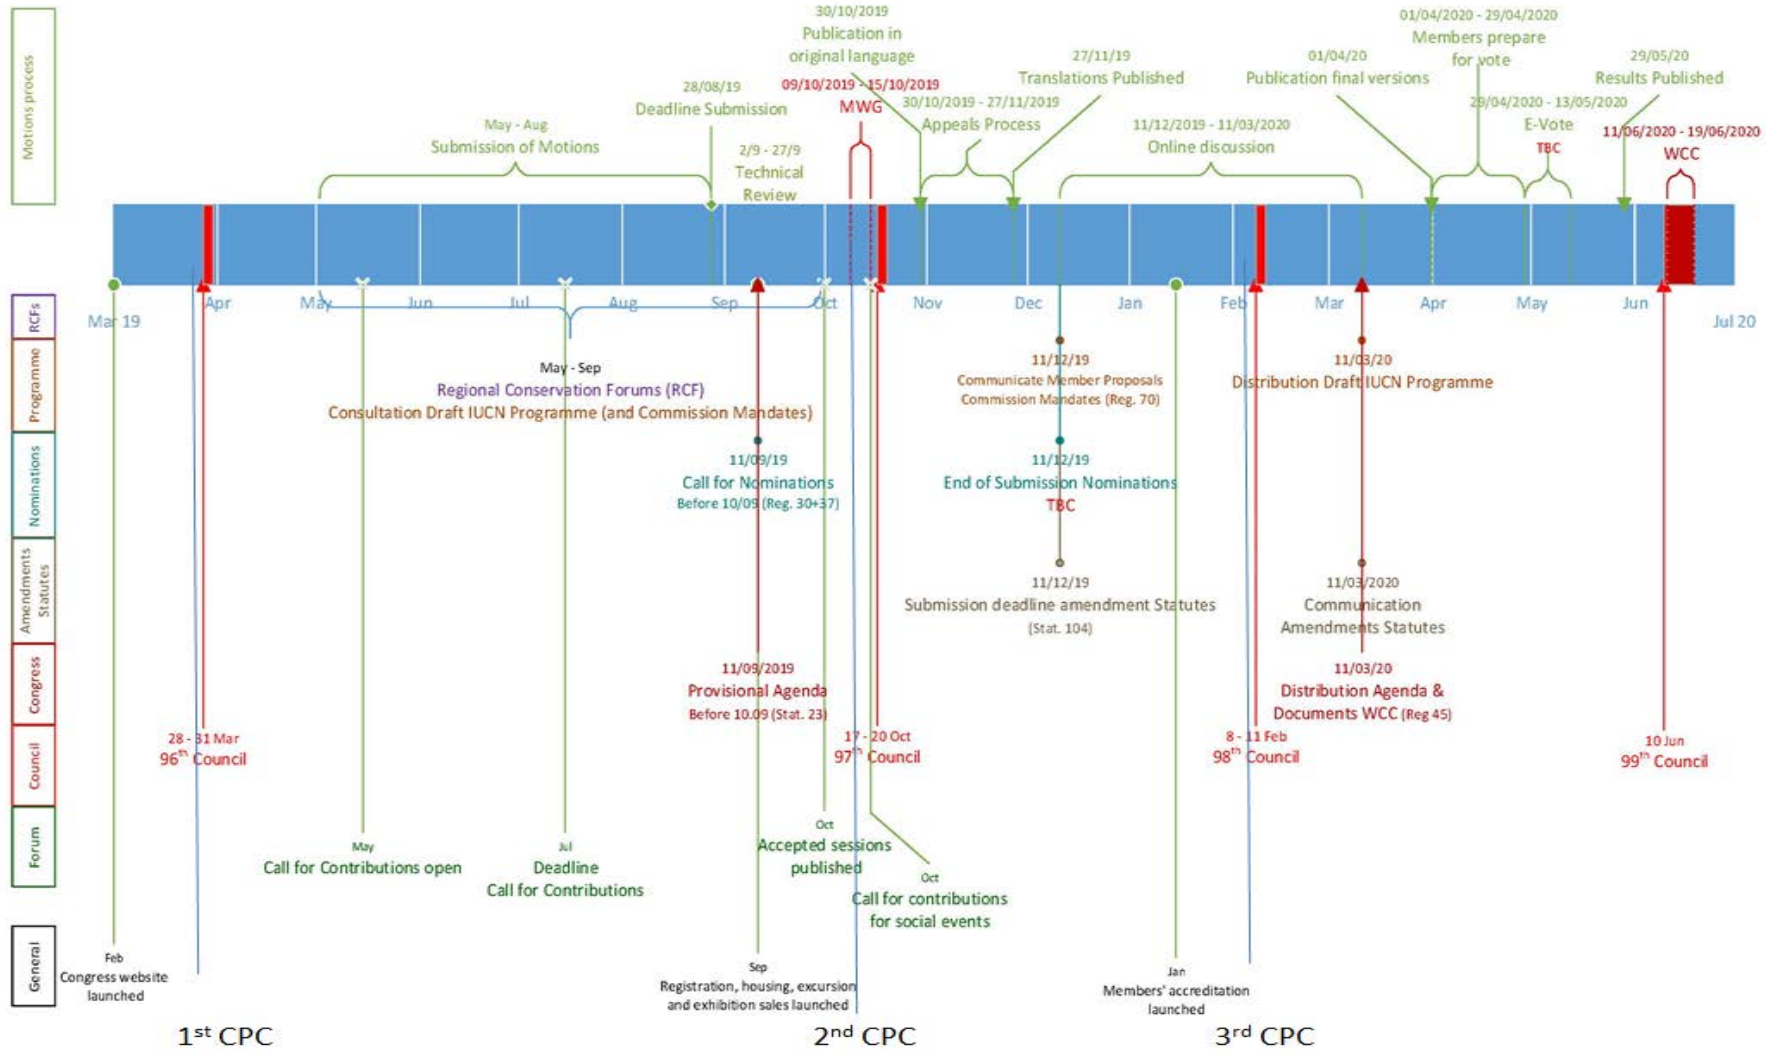 Motions process
30/10/2019
Publication in
original language
28/08/19
Deadline Submission
09/10/2019 - 15/10/2019
MWG
May - Aug
Submission of Motions
2/9 - 27/9
Technical
Review
30/10/2019 - 27/11/2019
Appeals Process
27/11/19
Translations Published
11/12/2019 - 11/03/2020
Online discussion
01/04/20
Publication final versions
01/04/2020 - 29/04/2020
Members prepare
for vote
29/04/2020 - 13/05/2020
E-Vote
TBC
29/05/20
Results Published
11/06/2020 - 19/06/2020
WCC
Mar 19
Apr
May
Jun
Jul
Aug
Sep
Oct
Nov
Dec
Jan
Feb
Mar
Apr
May
Jun
Jul 20
RCFs
Programme
May - Sep
Regional Conservation Forums (RCF)
Consultation Draft IUCN Programme (and Commission Mandates)
11/12/19
Communicate Member Proposals
Commission Mandates (Reg. 70)
11/03/20
Distribution Draft IUCN Programme
Nominations
11/09/19
Call for Nominations
Before 10/09 (Reg. 30+37)
11/12/19
End of Submission Nominations
TBC
Amendments
Statutes
11/12/19
Submission deadline amendment Statutes
(Stat. 104)
11/03/2020
Communication
Amendments Statutes
Congress
11/09/2019
Provisional Agenda
Before 10.09 (Stat. 23)
11/03/20
Distribution Agenda &
Documents WCC (Reg 45)
Council
28 - 31 Mar
96th Council
17 - 20 Oct
97th Council
8 - 11 Feb
98th Council
10 Jun
99th Council
Forum
May
Call for Contributions open
Jul
Deadline
Call for Contributions
Oct
Accepted sessions
published
Oct
Call for contributions
for social events
General
Feb
Congress website
launched
Sep
Registration, housing, excursion
and exhibition sales launched
Jan
Members' accreditation
launched
1st CPC
2nd CPC
3rd CPC